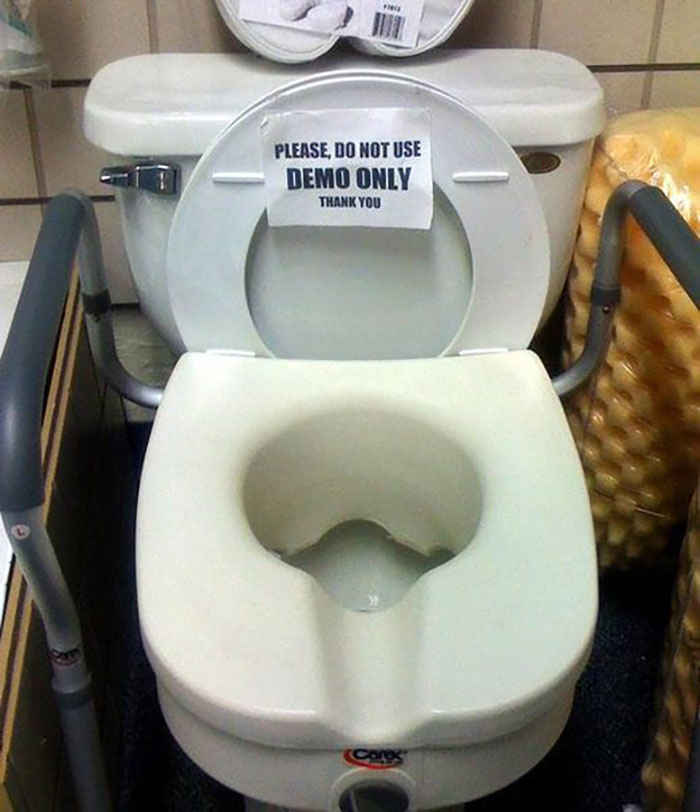 PLEASE, DO NOT USE
DEMO ONLY
THANK YOU
L
Carex